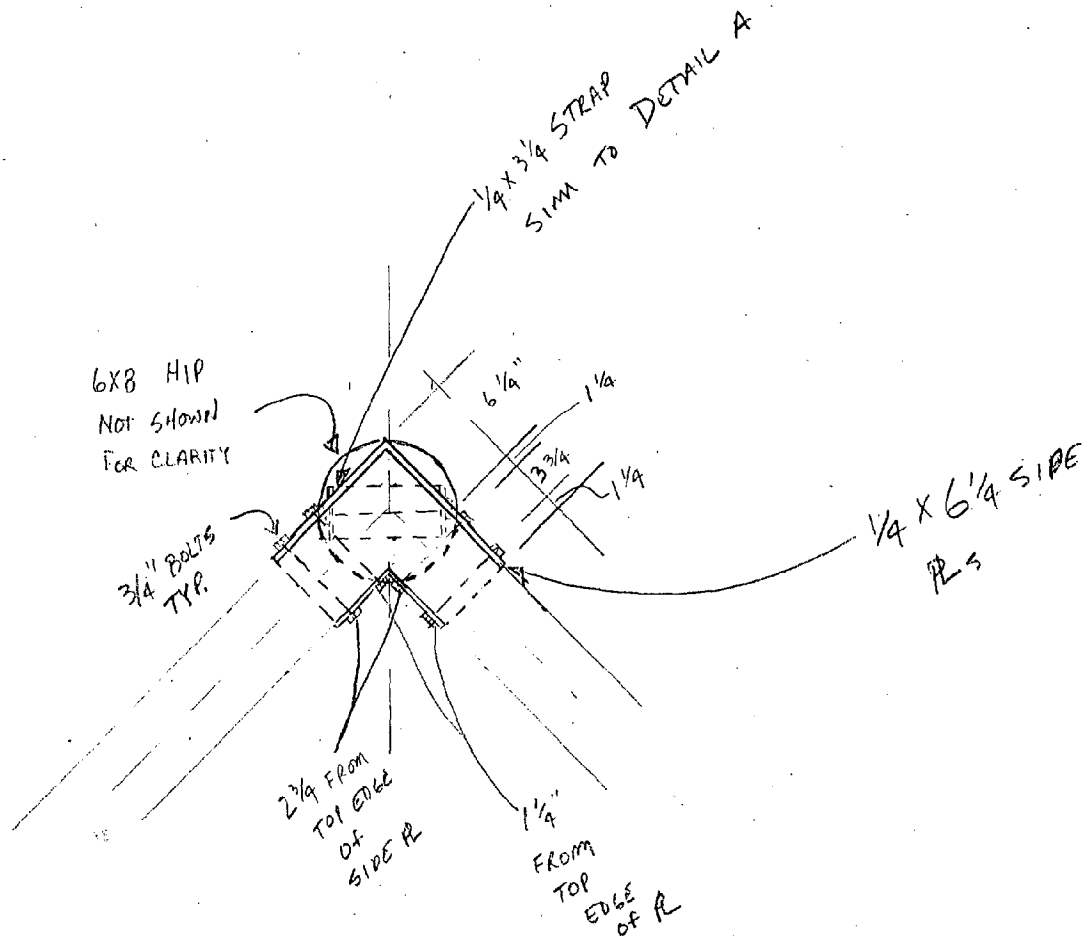 1/4 X 3 1/4 STRAP
SIM TO DETAIL A
6X8 HIP
NOT SHOWN
FOR CLARITY
3/4" BOLTS
TYP.
6 1/4"
1 1/4
3 3/4
1 1/4
1/4 X 6 1/4 SIDE
PLS
2 3/4 FROM
TOP EDGE
OF
SIDE PL
1 1/4"
FROM
TOP
EDGE
OF PL